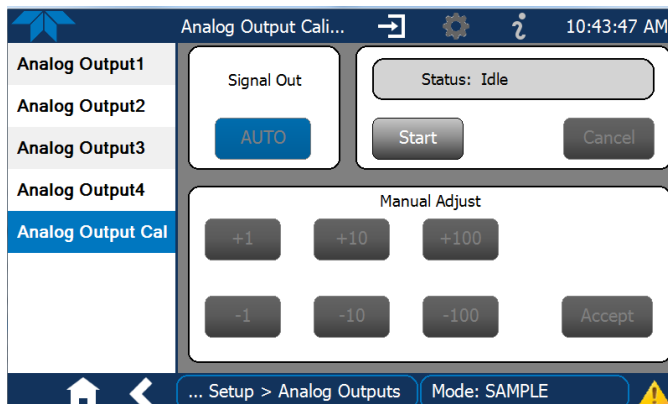 Analog Output Cali...
10:43:47 AM
Analog Output1
Analog Output2
Analog Output3
Analog Output4
Analog Output Cal
Signal Out
AUTO
Status: Idle
Start
Cancel
Manual Adjust
+1
+10
+100
-1
-10
-100
Accept
... Setup > Analog Outputs
Mode: SAMPLE